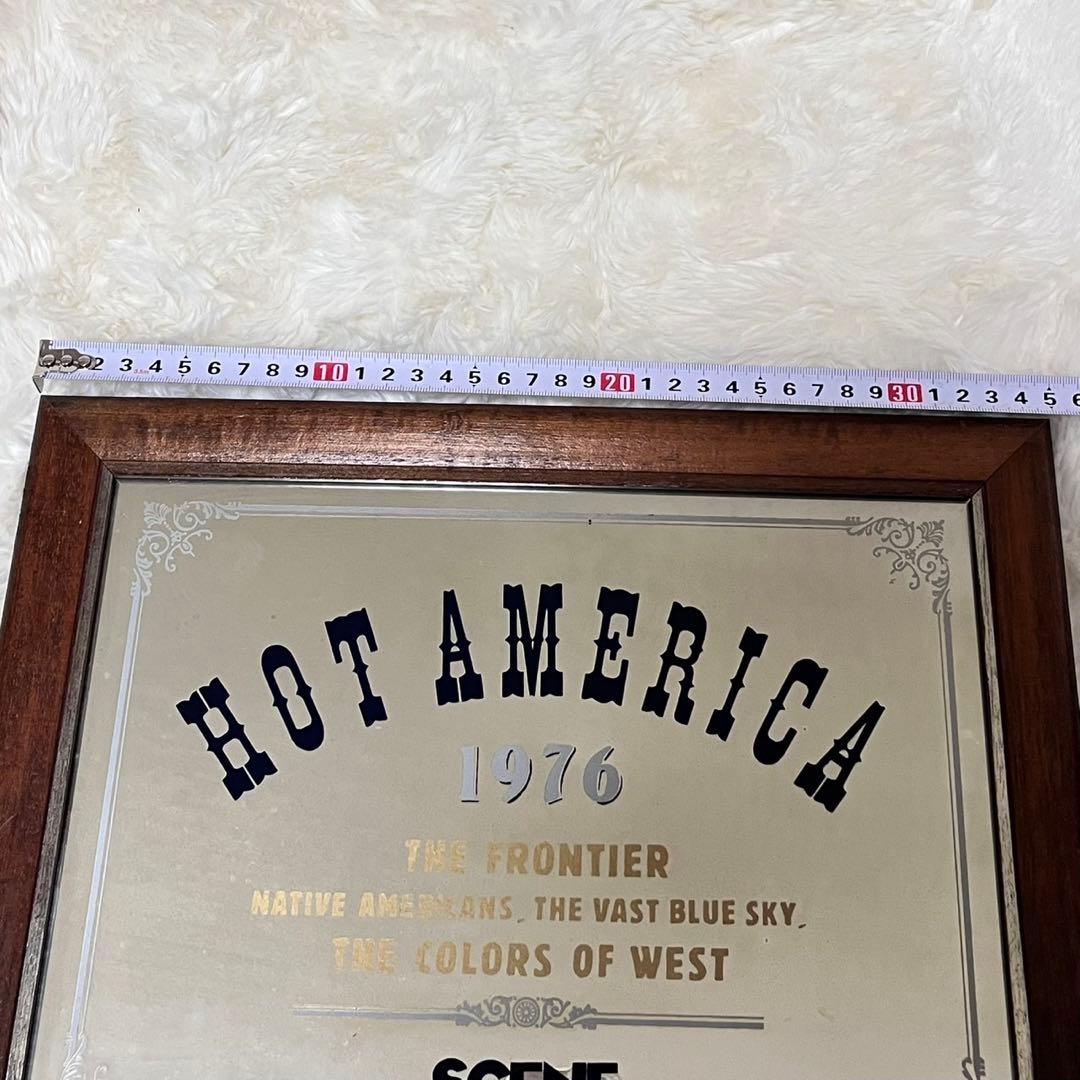 2 3 4 5 6 7 8 9 10 1 2 3 4 5 6 7 8 9 20 1 2 3 4 5 6 7 8 9 30 1 2 3 4 5 6
HOT AMERICA
1976
THE FRONTIER
NATIVE AMERICANS, THE VAST BLUE SKY,
THE COLORS OF WEST
SCENE